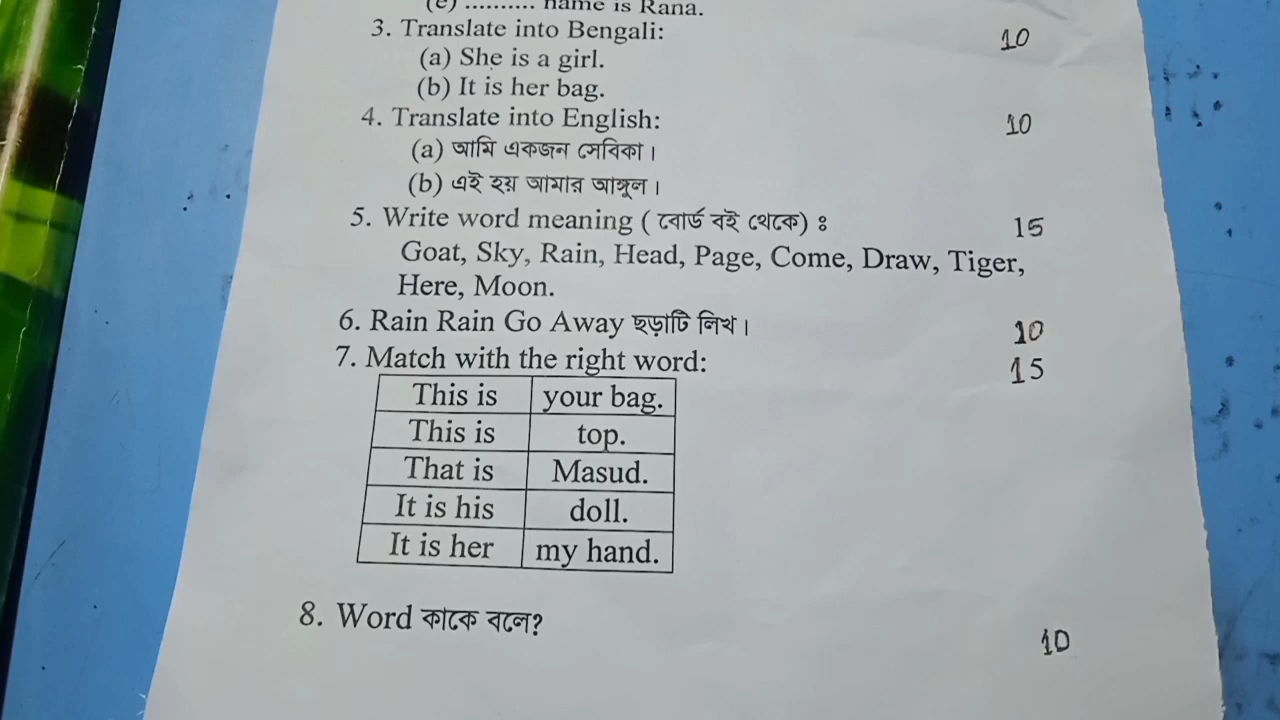 (e) .......... name is Rana.
3. Translate into Bengali: 10
(a) She is a girl.
(b) It is her bag.
4. Translate into English: 10
(a) আমি একজন সেবিকা।
(b) এই হয় আমার আঙ্গুল।
5. Write word meaning ( বোর্ড বই থেকে) ঃ 15
Goat, Sky, Rain, Head, Page, Come, Draw, Tiger,
Here, Moon.
6. Rain Rain Go Away ছড়াটি লিখ। 10
7. Match with the right word: 15
This is your bag.
This is top.
That is Masud.
It is his doll.
It is her my hand.
8. Word কাকে বলে? 10